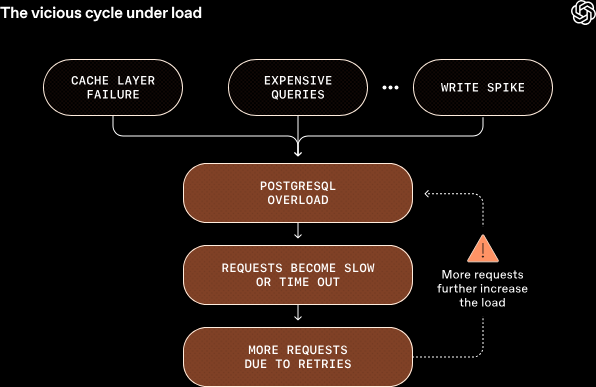 The vicious cycle under load
CACHE LAYER
FAILURE
EXPENSIVE
QUERIES
•••
WRITE SPIKE
POSTGRESQL
OVERLOAD
REQUESTS BECOME SLOW
OR TIME OUT
More requests
further increase
the load
MORE REQUESTS
DUE TO RETRIES